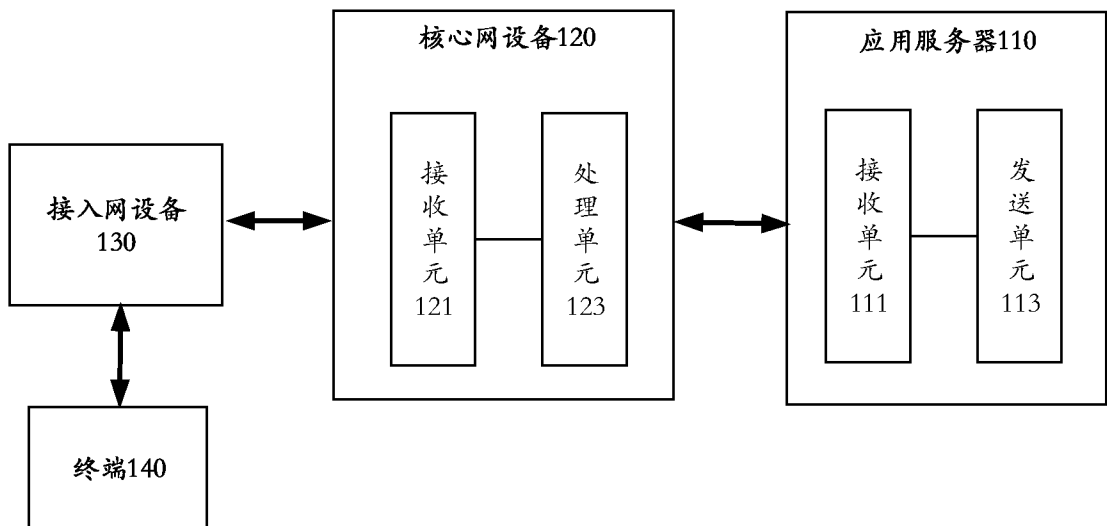 核心网设备120
应用服务器110
接入网设备
130
接收单元
121
处理单元
123
接收单元
111
发送单元
113
终端140